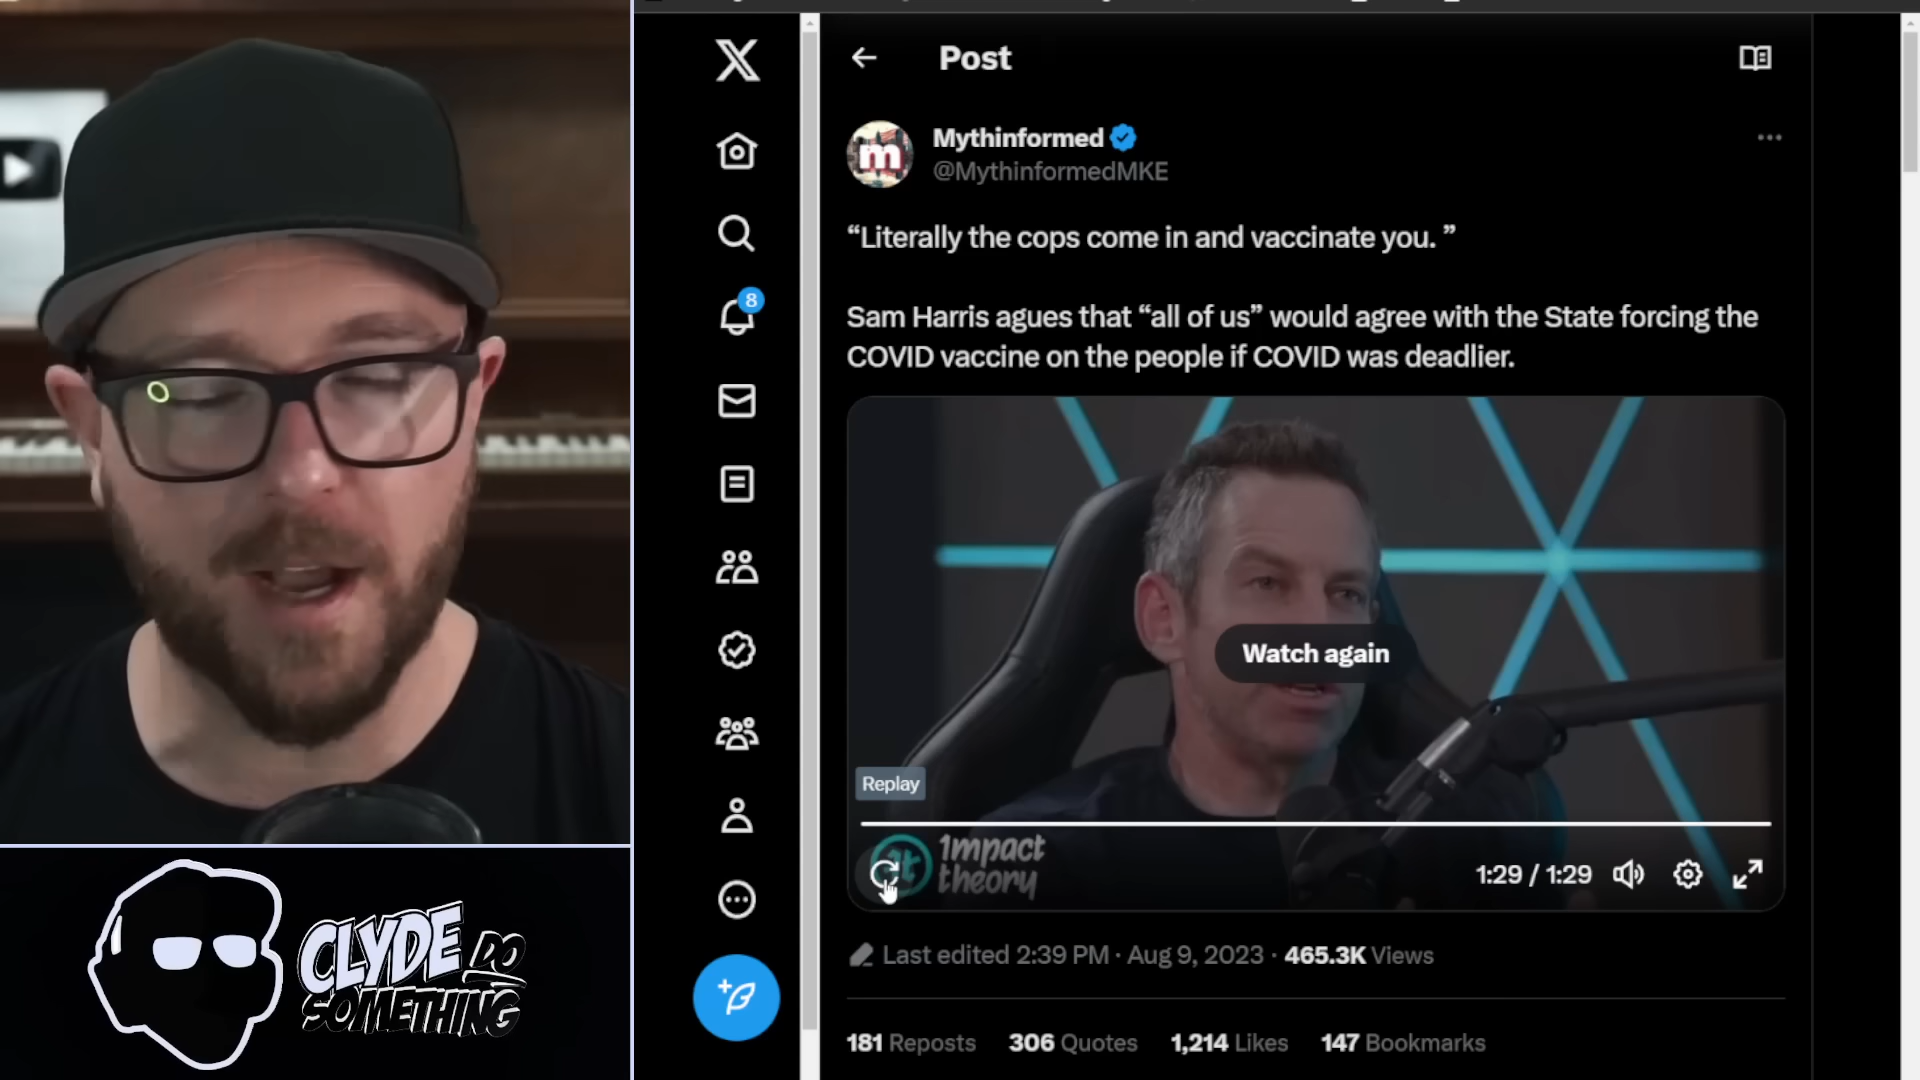 Post
Mythinformed
@MythinformedMKE
“Literally the cops come in and vaccinate you. ”
Sam Harris agues that “all of us” would agree with the State forcing the
COVID vaccine on the people if COVID was deadlier.
8
Watch again
Replay
1mpact
theory
1:29 / 1:29
Last edited 2:39 PM · Aug 9, 2023 · 465.3K Views
181 Reposts 306 Quotes 1,214 Likes 147 Bookmarks
CLYDE DO
SOMETHING